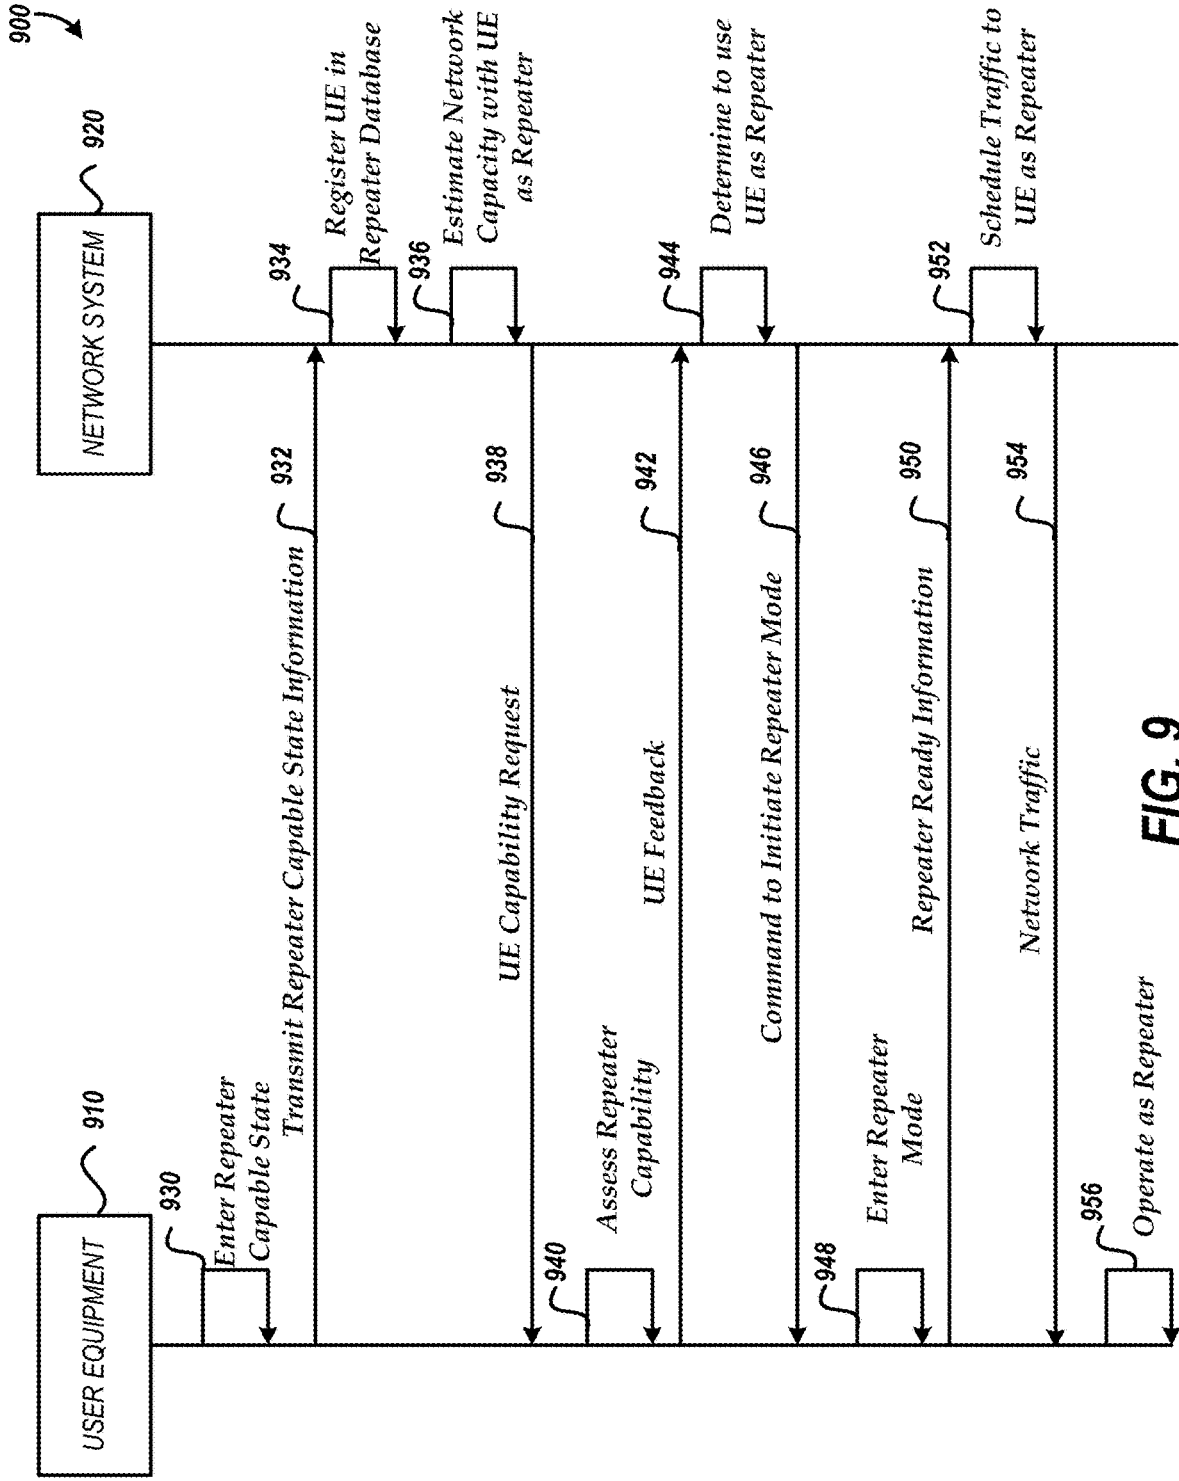 900
USER EQUIPMENT
910
NETWORK SYSTEM
920
930
Enter Repeater
Capable State
Transmit Repeater Capable State Information
932
934
Register UE in
Repeater Database
936
Estimate Network
Capacity with UE
as Repeater
UE Capability Request
938
940
Assess Repeater
Capability
UE Feedback
942
944
Determine to use
UE as Repeater
Command to Initiate Repeater Mode
946
948
Enter Repeater
Mode
Repeater Ready Information
950
952
Schedule Traffic to
UE as Repeater
Network Traffic
954
956
Operate as Repeater
FIG. 9